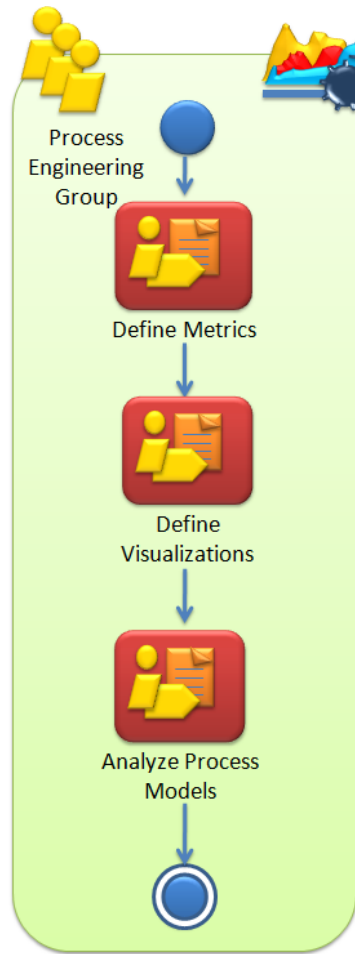 Process
Engineering
Group
Define Metrics
Define
Visualizations
Analyze Process
Models